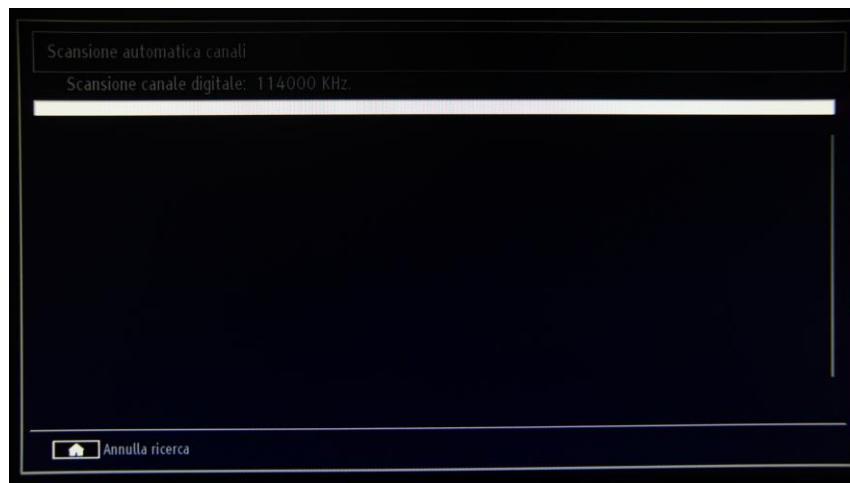 Scansione automatica canali
Scansione canale digitale: 114000 KHz.
Annulla ricerca